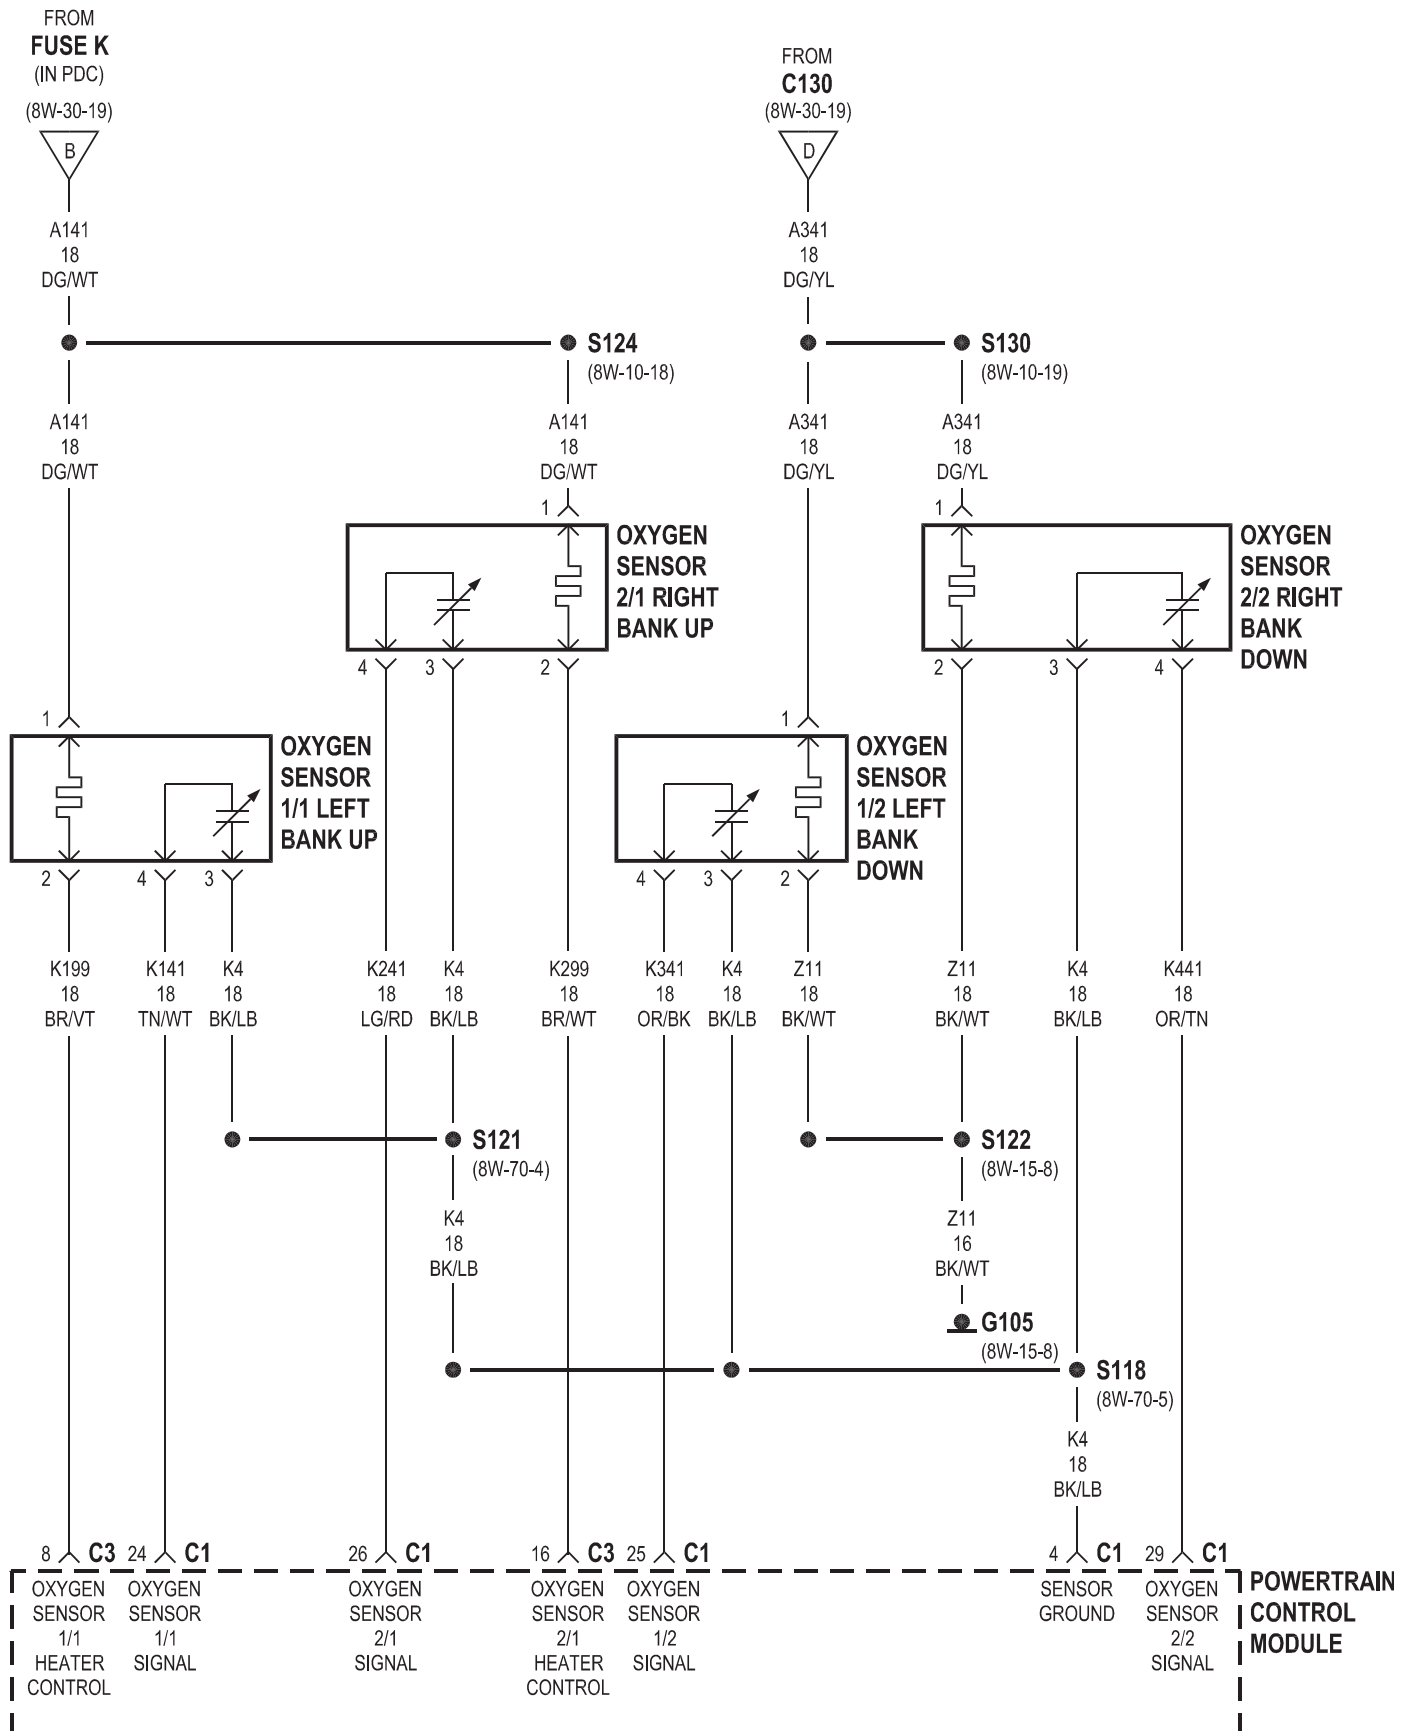 FROM
FUSE K
(IN PDC)
(8W-30-19)
B
FROM
C130
(8W-30-19)
D
A141
18
DG/WT
A341
18
DG/YL
S124
(8W-10-18)
S130
(8W-10-19)
A141
18
DG/WT
A141
18
DG/WT
A341
18
DG/YL
A341
18
DG/YL
1
OXYGEN
SENSOR
2/1 RIGHT
BANK UP
4
3
2
1
OXYGEN
SENSOR
2/2 RIGHT
BANK
DOWN
2
3
4
1
OXYGEN
SENSOR
1/1 LEFT
BANK UP
2
4
3
1
OXYGEN
SENSOR
1/2 LEFT
BANK
DOWN
4
3
2
K199
18
BR/VT
K141
18
TN/WT
K4
18
BK/LB
K241
18
LG/RD
K4
18
BK/LB
K299
18
BR/WT
K341
18
OR/BK
K4
18
BK/LB
Z11
18
BK/WT
Z11
18
BK/WT
K4
18
BK/LB
K441
18
OR/TN
S121
(8W-70-4)
S122
(8W-15-8)
K4
18
BK/LB
Z11
16
BK/WT
G105
(8W-15-8)
S118
(8W-70-5)
K4
18
BK/LB
8 C3
24 C1
26 C1
16 C3
25 C1
4 C1
29 C1
OXYGEN
SENSOR
1/1
HEATER
CONTROL
OXYGEN
SENSOR
1/1
SIGNAL
OXYGEN
SENSOR
2/1
SIGNAL
OXYGEN
SENSOR
2/1
HEATER
CONTROL
OXYGEN
SENSOR
1/2
SIGNAL
SENSOR
GROUND
OXYGEN
SENSOR
2/2
SIGNAL
POWERTRAIN
CONTROL
MODULE